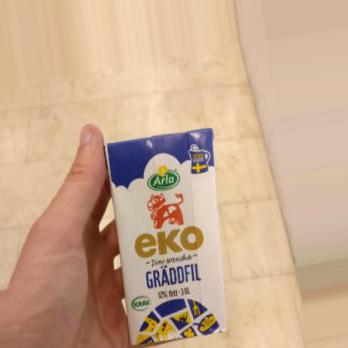 Arla
eko
Din svenska
GRÄDDFIL
12% fett · 3 DL
KRAV